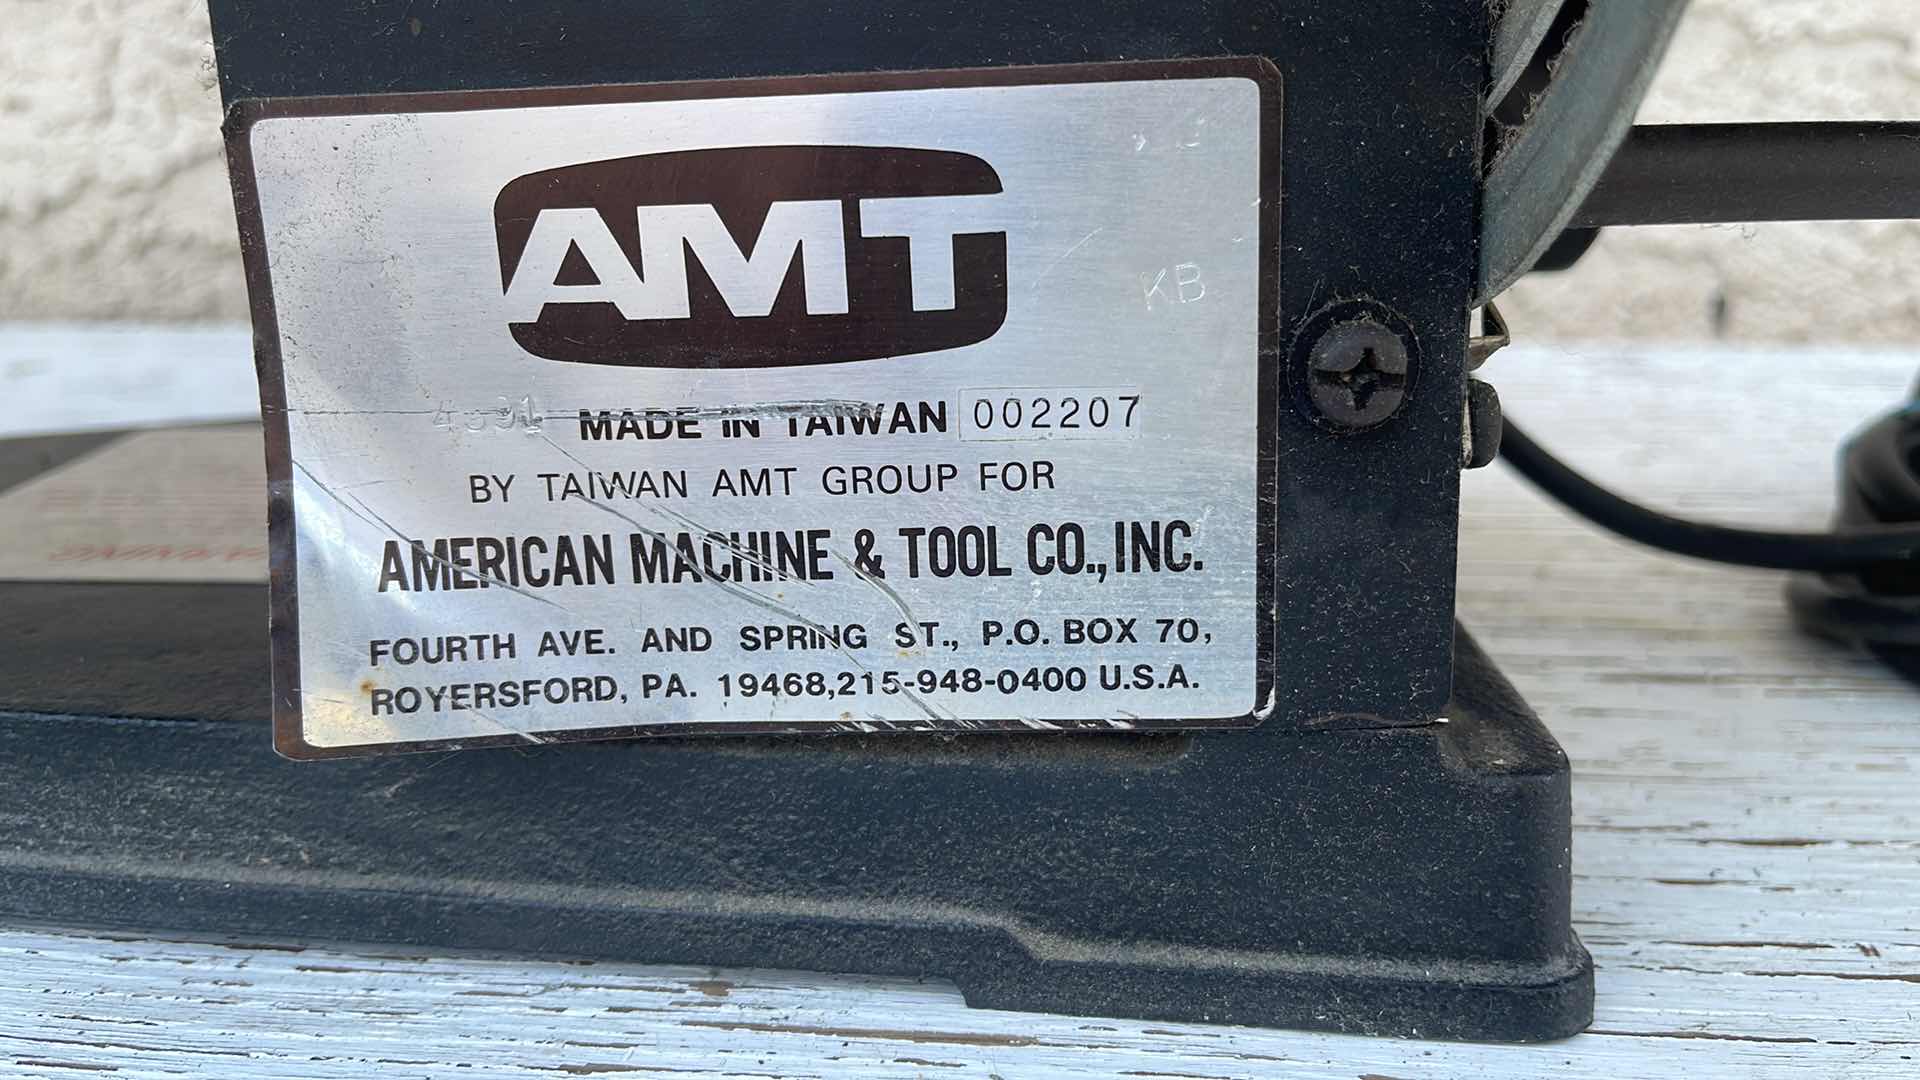 AMT
KB
MADE IN TAIWAN 002207
BY TAIWAN AMT GROUP FOR
AMERICAN MACHINE & TOOL CO., INC.
FOURTH AVE. AND SPRING ST., P.O. BOX 70,
ROYERSFORD, PA. 19468,215-948-0400 U.S.A.